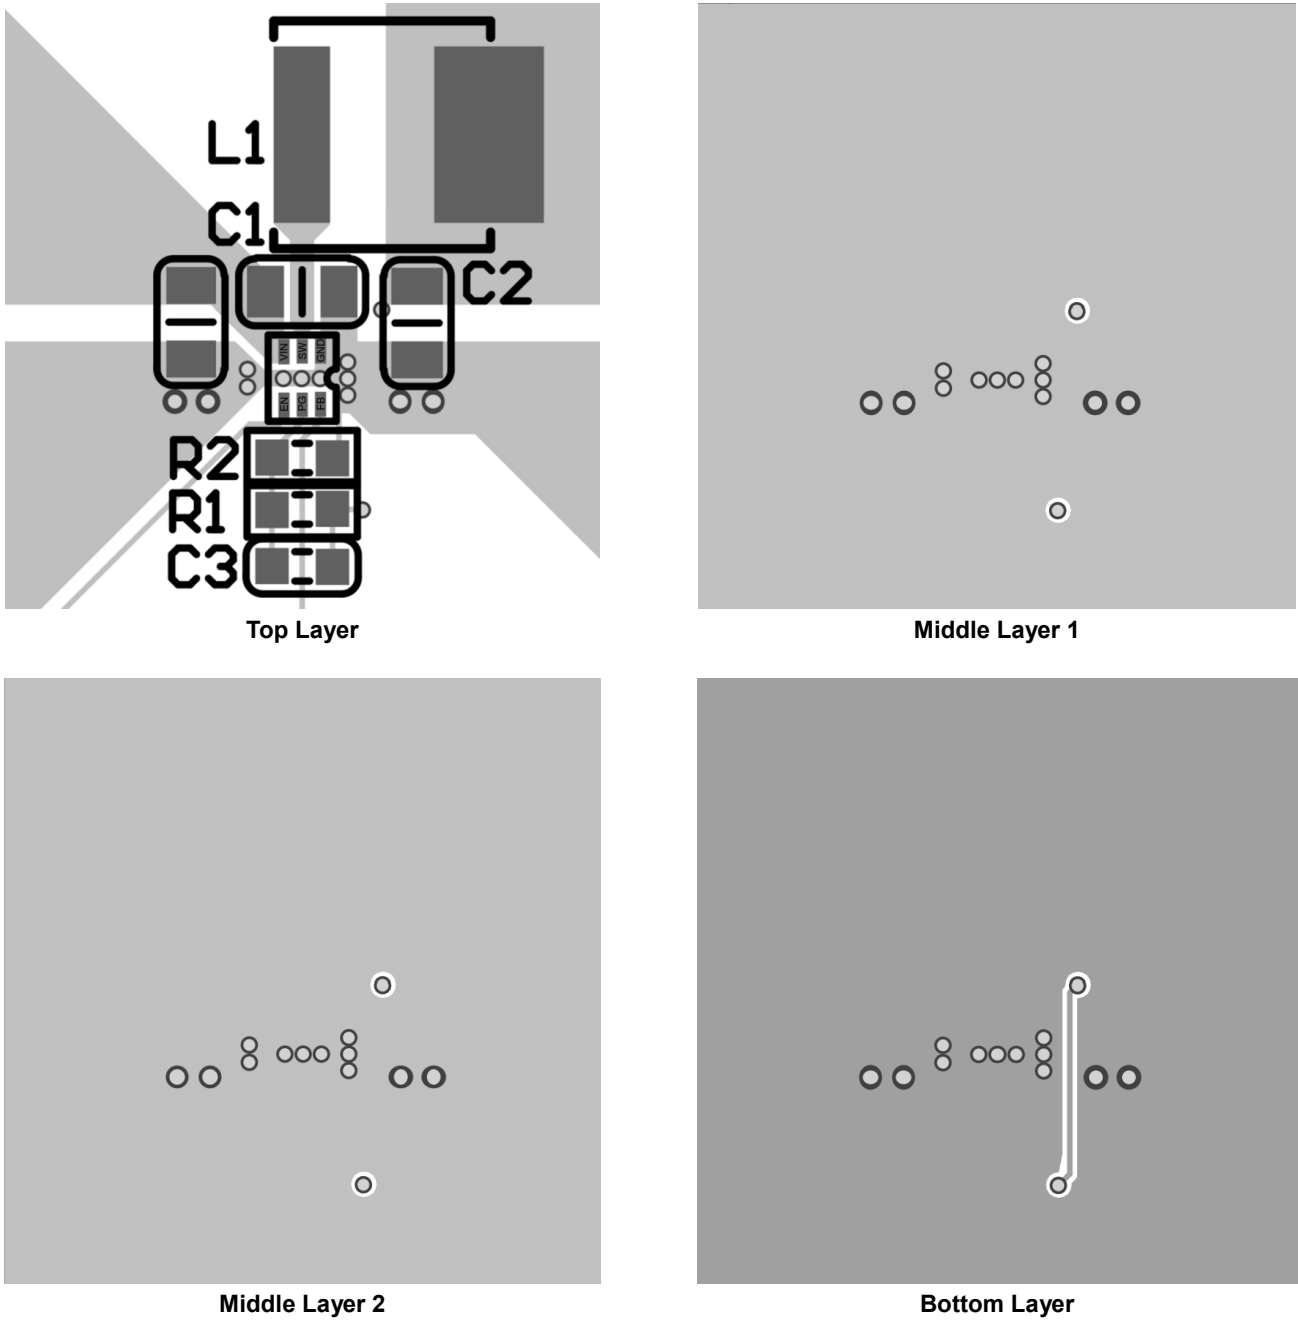 L1
C1
C2
VIN
SW
GND
EN
PG
FB
R2
R1
C3
Top Layer
Middle Layer 1
Middle Layer 2
Bottom Layer